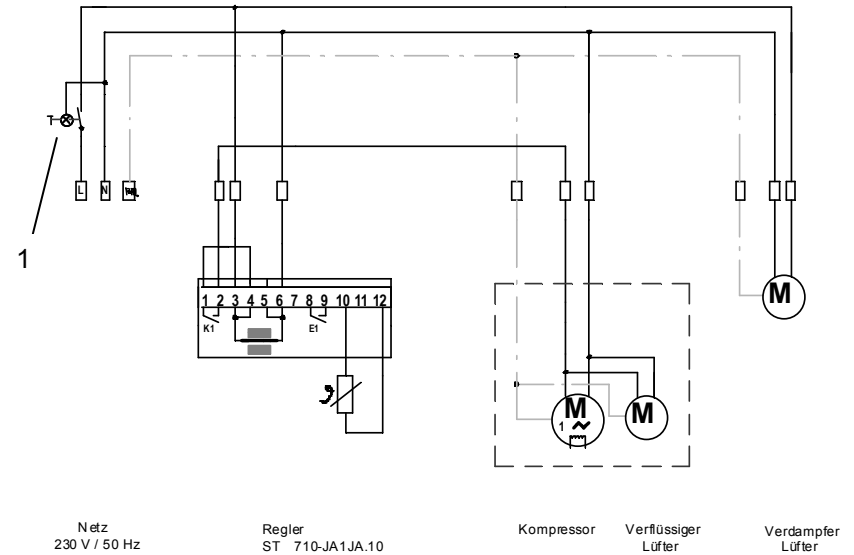 L N
1
1 2 3 4 5 6 7 8 9 10 11 12
K1 E1
M
M M
1
Netz
230 V / 50 Hz
Regler
ST 710-JA1JA.10
Kompressor
Verflüssiger
Lüfter
Verdampfer
Lüfter